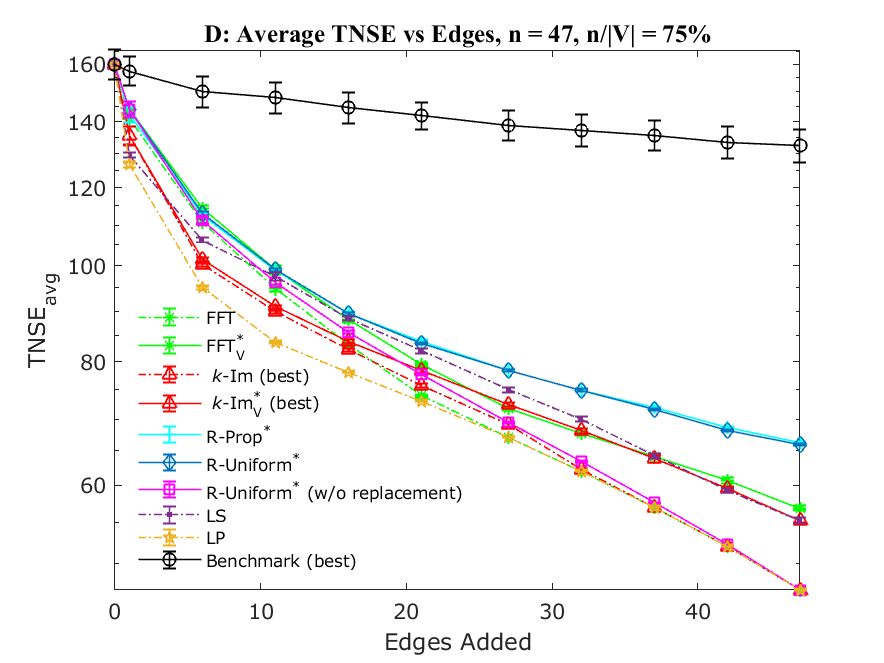 D: Average TNSE vs Edges, n = 47, n/|V| = 75%
160
140
120
100
80
60
TNSE_avg
FFT
FFT*_V
k-Im (best)
k-Im*_V (best)
R-Prop*
R-Uniform*
R-Uniform* (w/o replacement)
LS
LP
Benchmark (best)
0 10 20 30 40
Edges Added